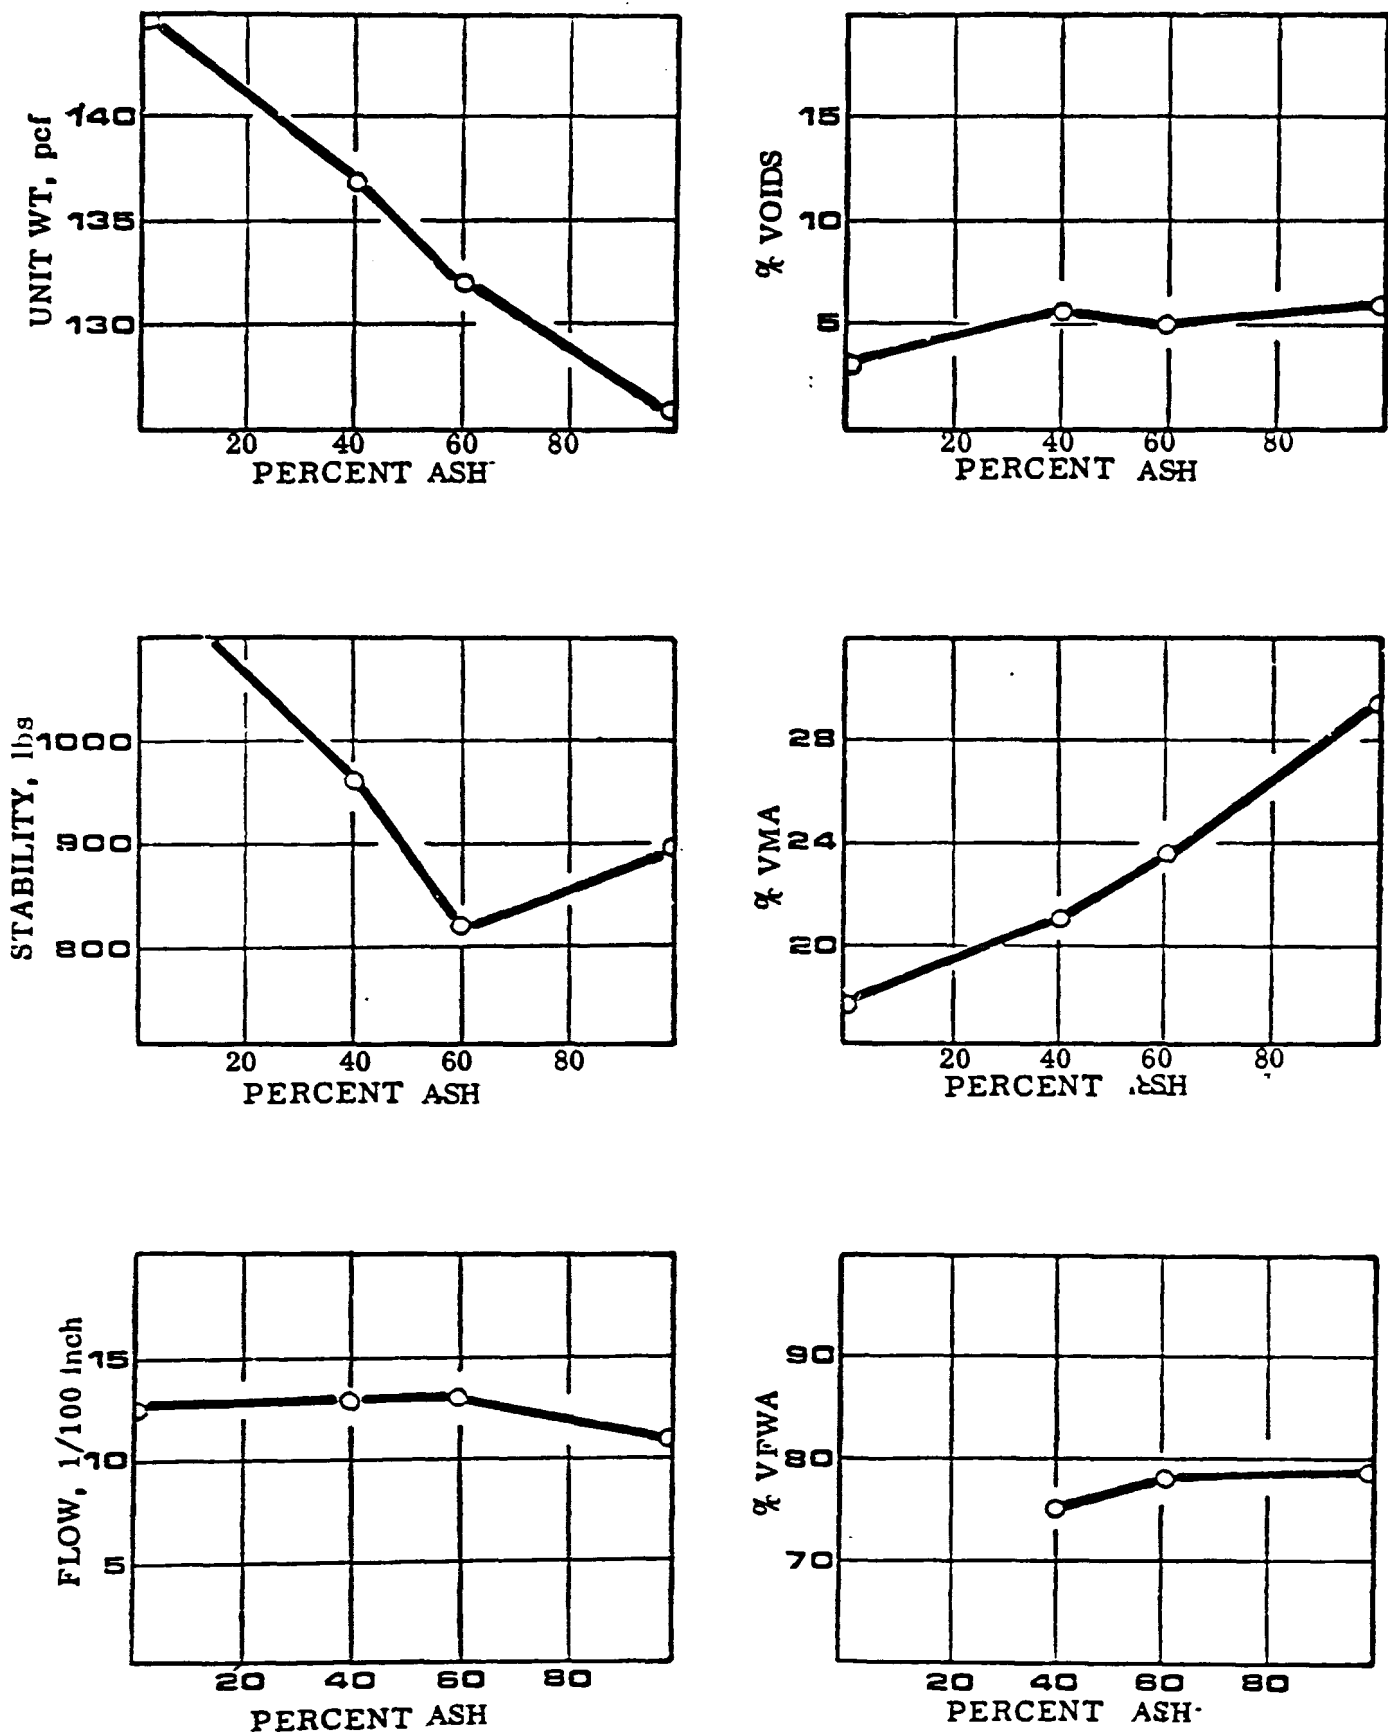 UNIT WT, pcf
140
135
130
20 40 60 80
PERCENT ASH
% VOIDS
15
10
5
20 40 60 80
PERCENT ASH
STABILITY, lbs
1000
900
800
20 40 60 80
PERCENT ASH
% VMA
28
24
20
20 40 60 80
PERCENT ASH
FLOW, 1/100 inch
15
10
5
20 40 60 80
PERCENT ASH
% VFWA
90
80
70
20 40 60 80
PERCENT ASH